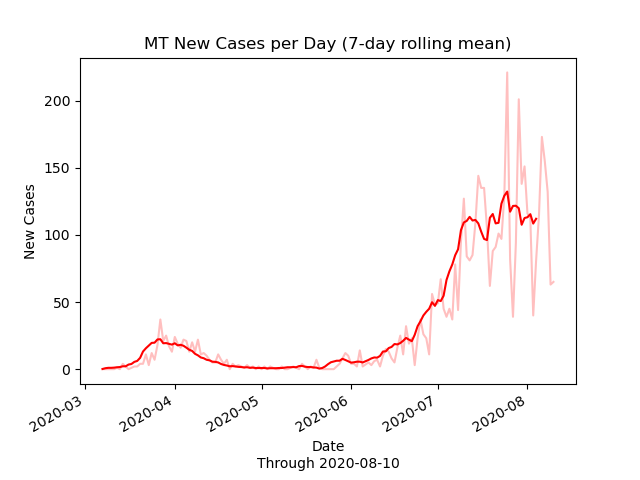 MT New Cases per Day (7-day rolling mean)
200
150
100
50
0
New Cases
2020-03
2020-04
2020-05
2020-06
2020-07
2020-08
Date
Through 2020-08-10